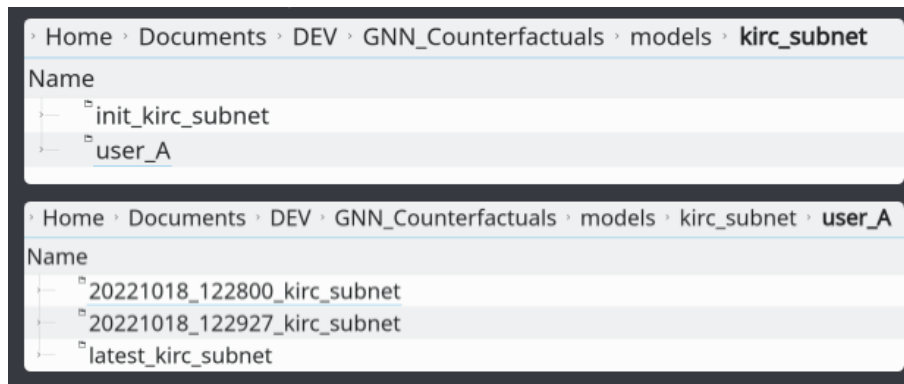 Home › Documents › DEV › GNN_Counterfactuals › models › kirc_subnet
Name
init_kirc_subnet
user_A
Home › Documents › DEV › GNN_Counterfactuals › models › kirc_subnet › user_A
Name
20221018_122800_kirc_subnet
20221018_122927_kirc_subnet
latest_kirc_subnet